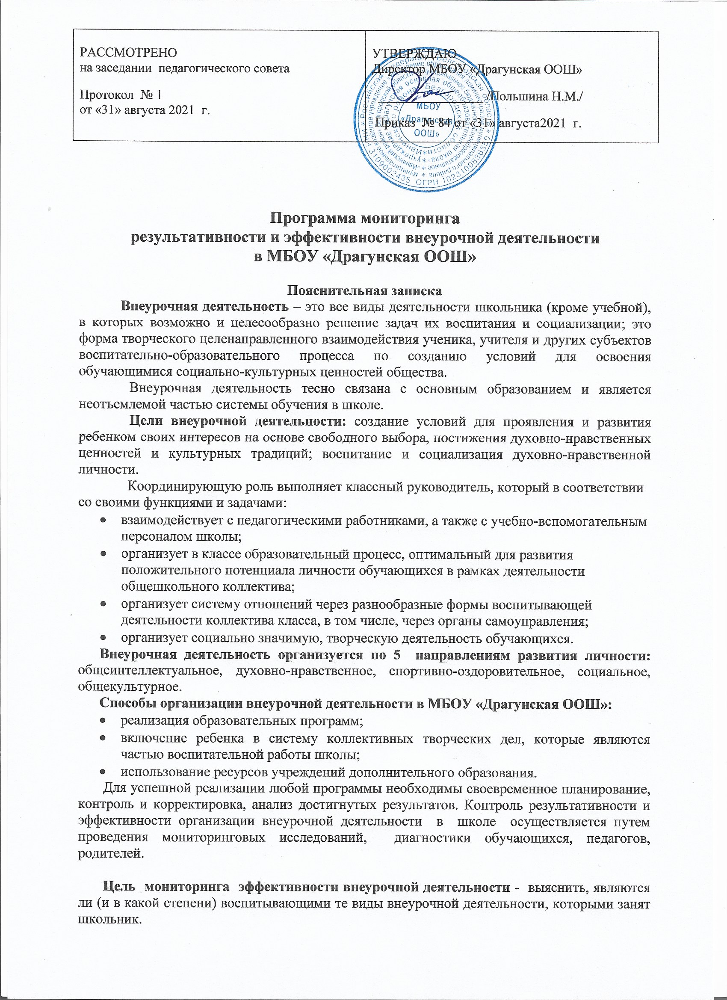 РАССМОТРЕНО
на заседании педагогического совета
Протокол № 1
от «31» августа 2021 г.
УТВЕРЖДАЮ
Директор МБОУ «Драгунская ООШ»
/Польшина Н.М./
Приказ № 84 от «31» августа2021 г.
МБОУ
«Драгунская
ООШ»
ИНН 3109002435 ОГРН 1023100836550
Программа мониторинга
результативности и эффективности внеурочной деятельности
в МБОУ «Драгунская ООШ»
Пояснительная записка
Внеурочная деятельность – это все виды деятельности школьника (кроме учебной),
в которых возможно и целесообразно решение задач их воспитания и социализации; это
форма творческого целенаправленного взаимодействия ученика, учителя и других субъектов
воспитательно-образовательного процесса по созданию условий для освоения
обучающимися социально-культурных ценностей общества.
Внеурочная деятельность тесно связана с основным образованием и является
неотъемлемой частью системы обучения в школе.
Цели внеурочной деятельности: создание условий для проявления и развития
ребенком своих интересов на основе свободного выбора, постижения духовно-нравственных
ценностей и культурных традиций; воспитание и социализация духовно-нравственной
личности.
Координирующую роль выполняет классный руководитель, который в соответствии
со своими функциями и задачами:
• взаимодействует с педагогическими работниками, а также с учебно-вспомогательным
персоналом школы;
• организует в классе образовательный процесс, оптимальный для развития
положительного потенциала личности обучающихся в рамках деятельности
общешкольного коллектива;
• организует систему отношений через разнообразные формы воспитывающей
деятельности коллектива класса, в том числе, через органы самоуправления;
• организует социально значимую, творческую деятельность обучающихся.
Внеурочная деятельность организуется по 5 направлениям развития личности:
общеинтеллектуальное, духовно-нравственное, спортивно-оздоровительное, социальное,
общекультурное.
Способы организации внеурочной деятельности в МБОУ «Драгунская ООШ»:
• реализация образовательных программ;
• включение ребенка в систему коллективных творческих дел, которые являются
частью воспитательной работы школы;
• использование ресурсов учреждений дополнительного образования.
Для успешной реализации любой программы необходимы своевременное планирование,
контроль и корректировка, анализ достигнутых результатов. Контроль результативности и
эффективности организации внеурочной деятельности в школе осуществляется путем
проведения мониторинговых исследований, диагностики обучающихся, педагогов,
родителей.
Цель мониторинга эффективности внеурочной деятельности - выяснить, являются
ли (и в какой степени) воспитывающими те виды внеурочной деятельности, которыми занят
школьник.